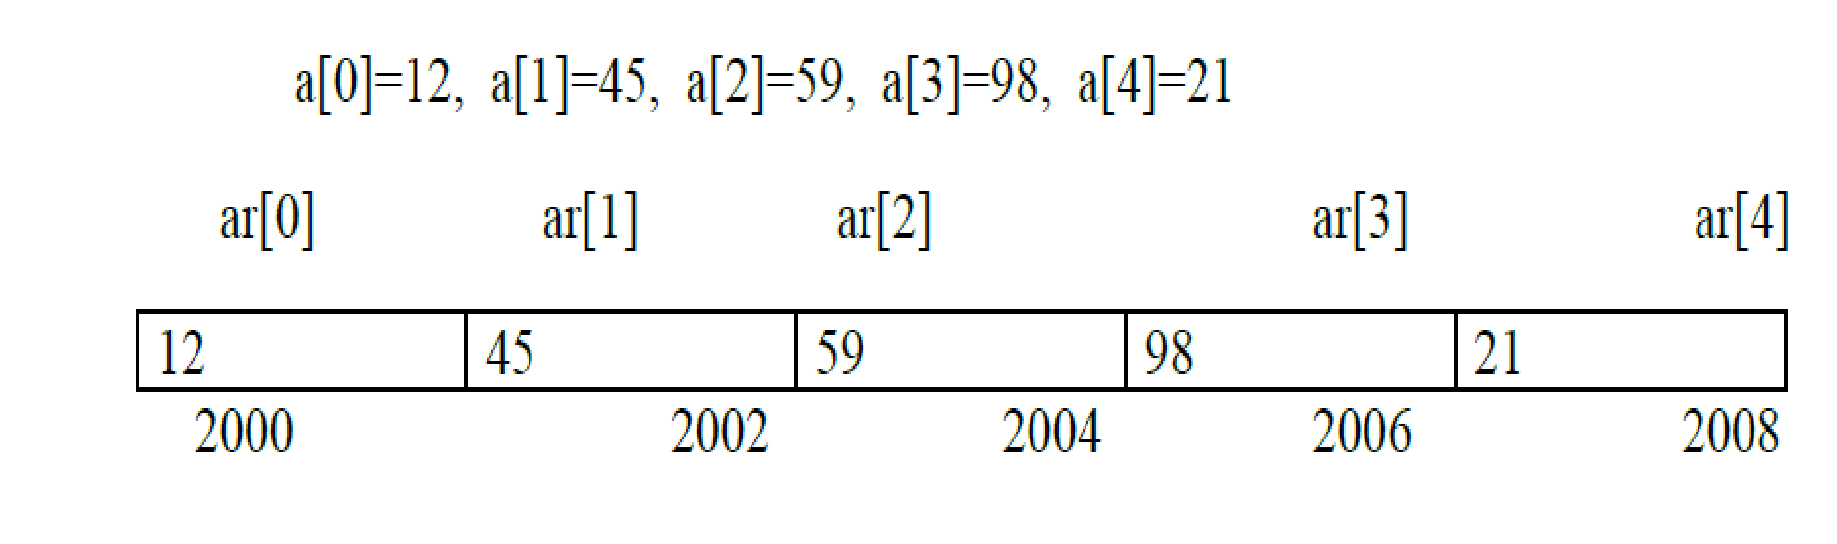 a[0]=12, a[1]=45, a[2]=59, a[3]=98, a[4]=21
ar[0] ar[1] ar[2] ar[3] ar[4]
12 45 59 98 21
2000 2002 2004 2006 2008